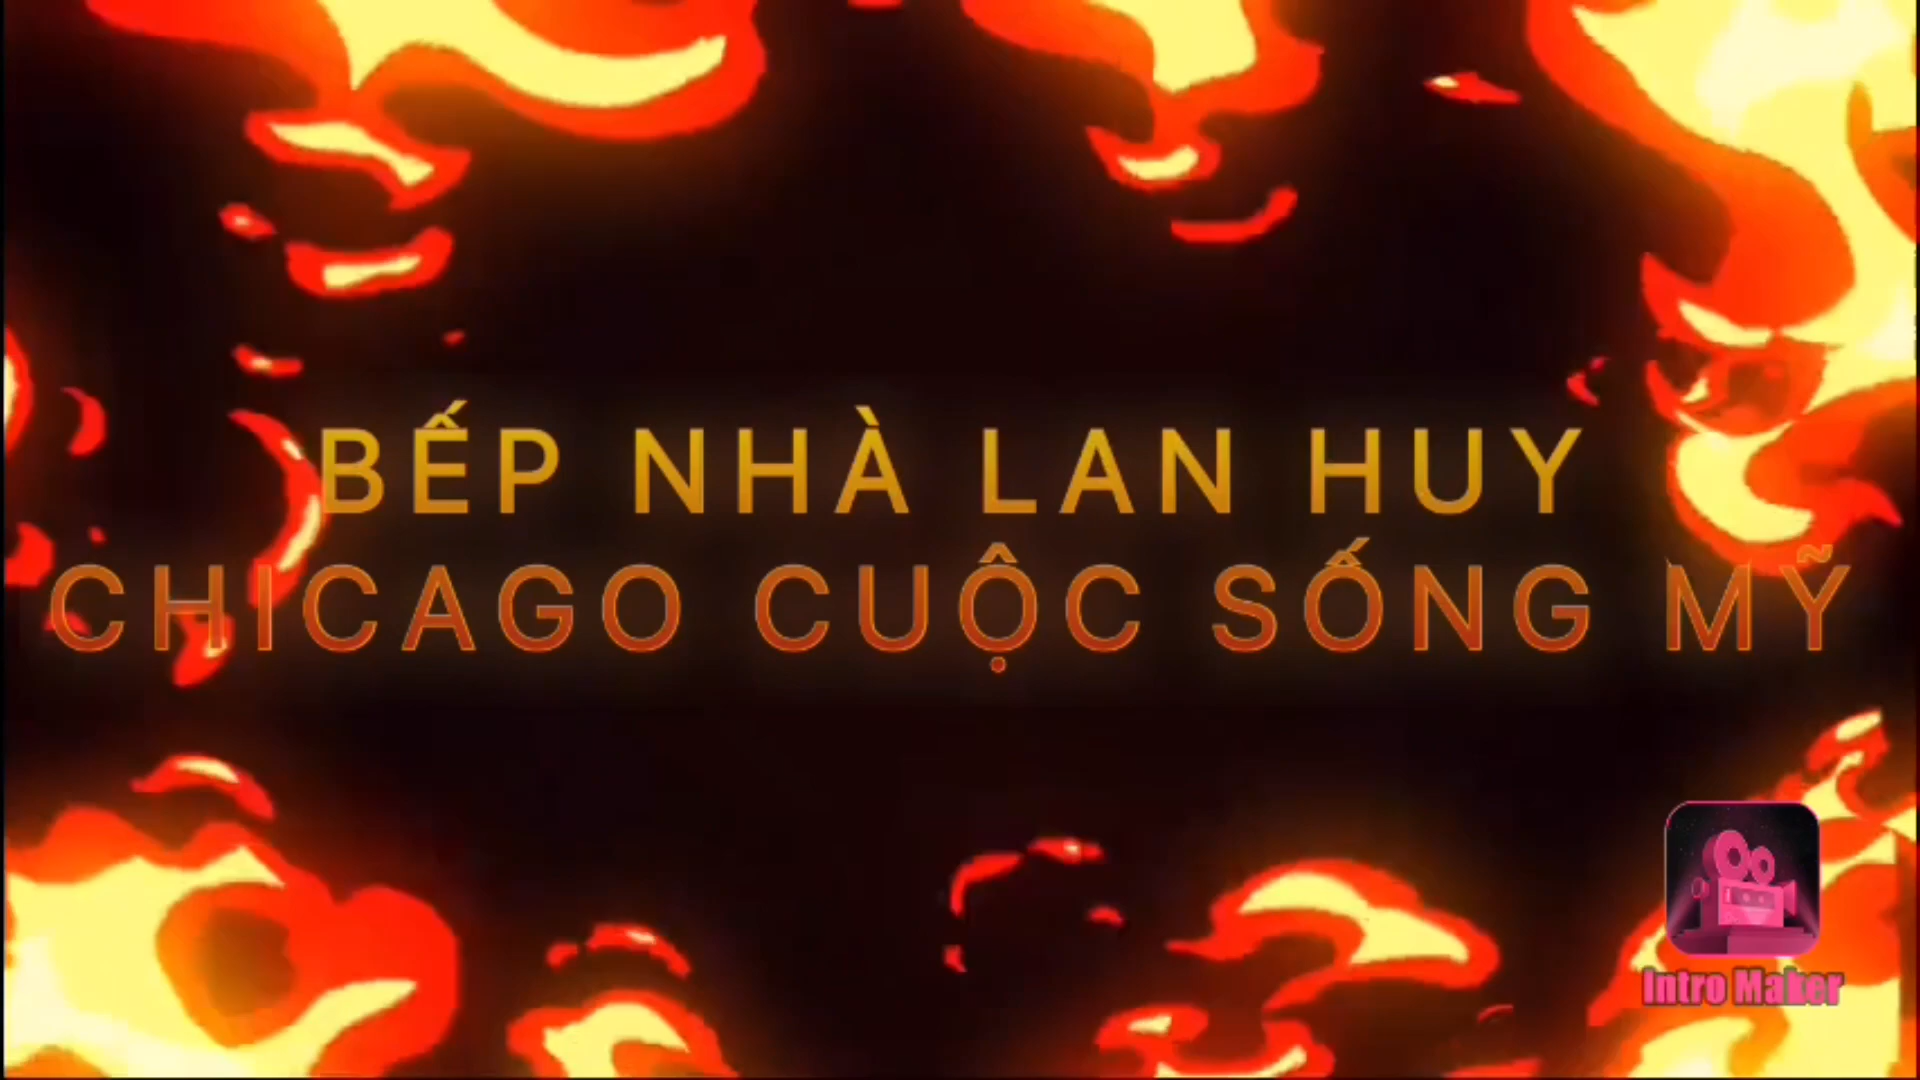 BẾP NHÀ LAN HUY
CHICAGO CUỘC SỐNG MỸ
Intro Maker